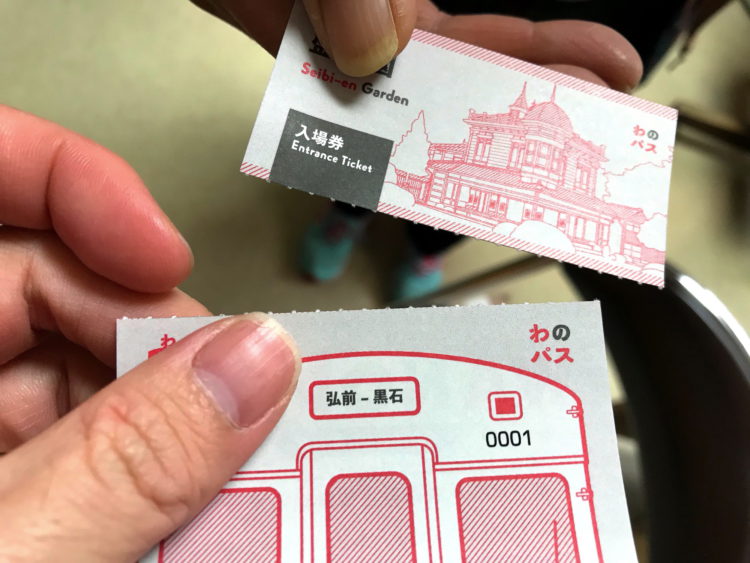 Seibi-en Garden
入場券
Entrance Ticket
わの
パス
わ
わの
パス
弘前 – 黒石
0001